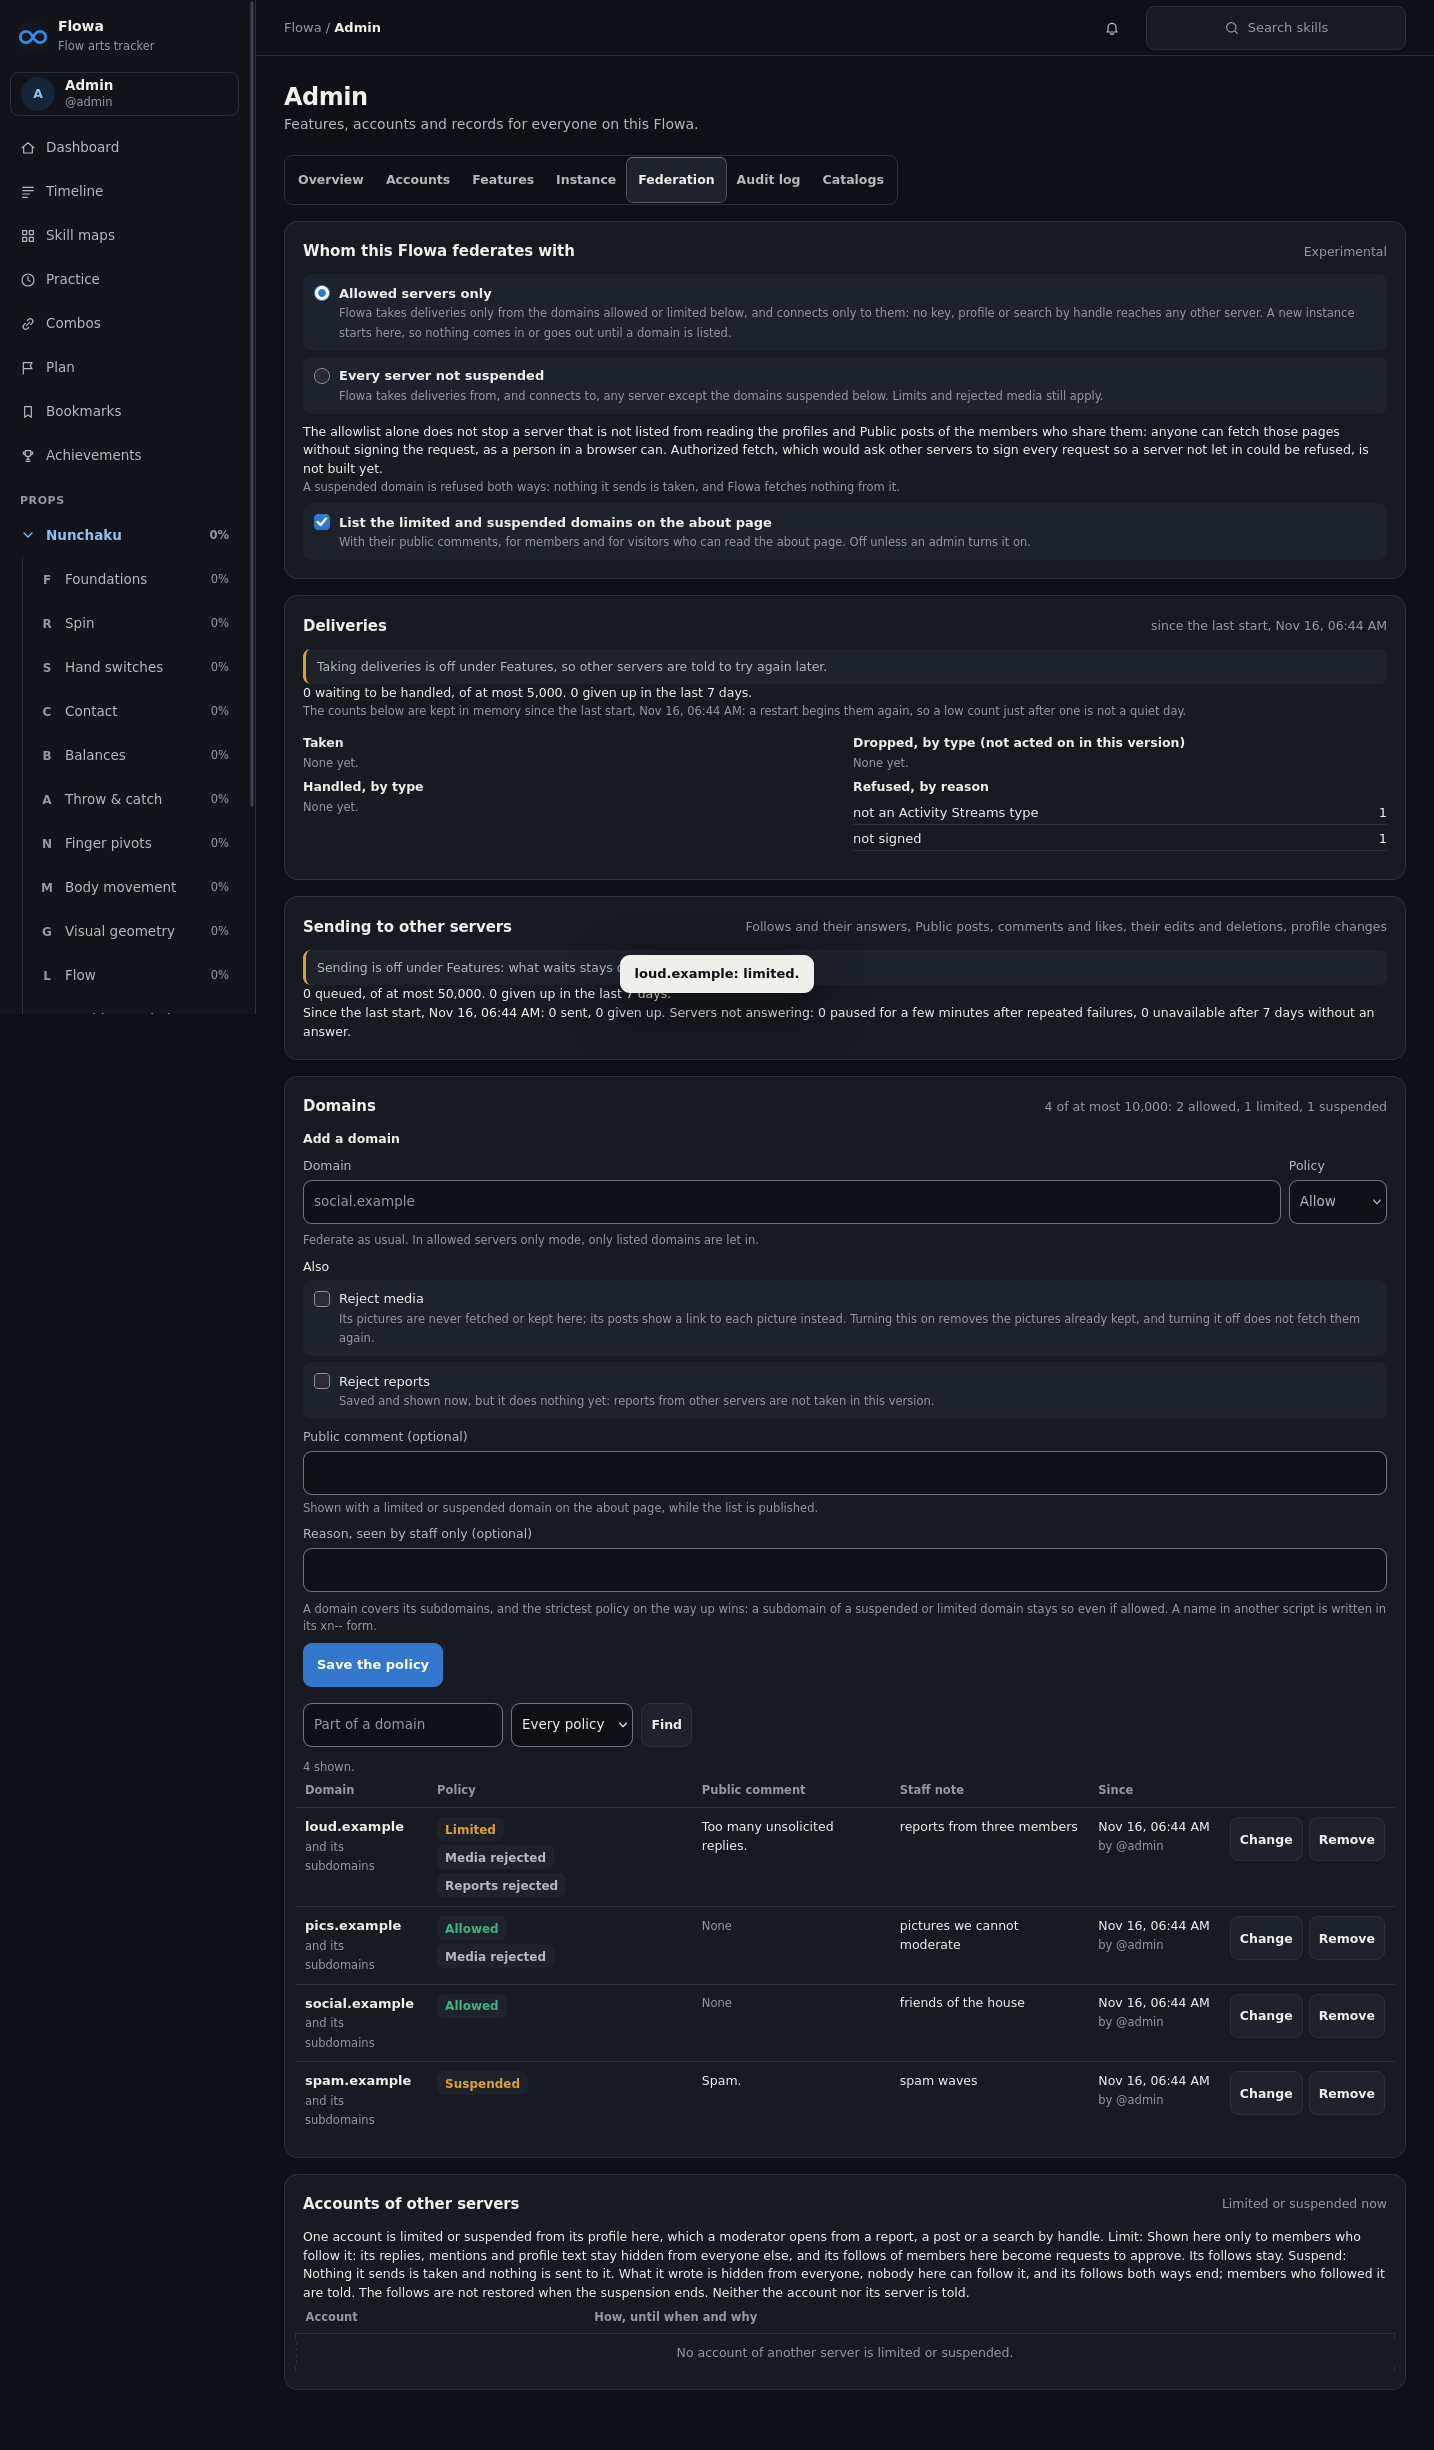 Flowa
Flow arts tracker
A
Admin
@admin
Dashboard
Timeline
Skill maps
Practice
Combos
Plan
Bookmarks
Achievements
PROPS
Nunchaku 0%
F Foundations 0%
R Spin 0%
S Hand switches 0%
C Contact 0%
B Balances 0%
A Throw & catch 0%
N Finger pivots 0%
M Body movement 0%
G Visual geometry 0%
L Flow 0%
Flowa / Admin
Search skills
Admin
Features, accounts and records for everyone on this Flowa.
Overview Accounts Features Instance Federation Audit log Catalogs
Whom this Flowa federates with Experimental
Allowed servers only
Flowa takes deliveries only from the domains allowed or limited below, and connects only to them: no key, profile or search by handle reaches any other server. A new instance
starts here, so nothing comes in or goes out until a domain is listed.
Every server not suspended
Flowa takes deliveries from, and connects to, any server except the domains suspended below. Limits and rejected media still apply.
The allowlist alone does not stop a server that is not listed from reading the profiles and Public posts of the members who share them: anyone can fetch those pages
without signing the request, as a person in a browser can. Authorized fetch, which would ask other servers to sign every request so a server not let in could be refused, is
not built yet.
A suspended domain is refused both ways: nothing it sends is taken, and Flowa fetches nothing from it.
List the limited and suspended domains on the about page
With their public comments, for members and for visitors who can read the about page. Off unless an admin turns it on.
Deliveries since the last start, Nov 16, 06:44 AM
Taking deliveries is off under Features, so other servers are told to try again later.
0 waiting to be handled, of at most 5,000. 0 given up in the last 7 days.
The counts below are kept in memory since the last start, Nov 16, 06:44 AM: a restart begins them again, so a low count just after one is not a quiet day.
Taken
None yet.
Handled, by type
None yet.
Dropped, by type (not acted on in this version)
None yet.
Refused, by reason
not an Activity Streams type 1
not signed 1
Sending to other servers Follows and their answers, Public posts, comments and likes, their edits and deletions, profile changes
Sending is off under Features: what waits stays
loud.example: limited.
0 queued, of at most 50,000. 0 given up in the last 7 days.
Since the last start, Nov 16, 06:44 AM: 0 sent, 0 given up. Servers not answering: 0 paused for a few minutes after repeated failures, 0 unavailable after 7 days without an
answer.
Domains 4 of at most 10,000: 2 allowed, 1 limited, 1 suspended
Add a domain
Domain Policy
social.example Allow
Federate as usual. In allowed servers only mode, only listed domains are let in.
Also
Reject media
Its pictures are never fetched or kept here; its posts show a link to each picture instead. Turning this on removes the pictures already kept, and turning it off does not fetch them
again.
Reject reports
Saved and shown now, but it does nothing yet: reports from other servers are not taken in this version.
Public comment (optional)
Shown with a limited or suspended domain on the about page, while the list is published.
Reason, seen by staff only (optional)
A domain covers its subdomains, and the strictest policy on the way up wins: a subdomain of a suspended or limited domain stays so even if allowed. A name in another script is written in
its xn-- form.
Save the policy
Part of a domain Every policy Find
4 shown.
Domain Policy Public comment Staff note Since
loud.example Limited Too many unsolicited reports from three members Nov 16, 06:44 AM Change Remove
and its Media rejected replies. by @admin
subdomains Reports rejected
pics.example Allowed None pictures we cannot Nov 16, 06:44 AM Change Remove
and its Media rejected moderate by @admin
subdomains
social.example Allowed None friends of the house Nov 16, 06:44 AM Change Remove
and its by @admin
subdomains
spam.example Suspended Spam. spam waves Nov 16, 06:44 AM Change Remove
and its by @admin
subdomains
Accounts of other servers Limited or suspended now
One account is limited or suspended from its profile here, which a moderator opens from a report, a post or a search by handle. Limit: Shown here only to members who
follow it: its replies, mentions and profile text stay hidden from everyone else, and its follows of members here become requests to approve. Its follows stay. Suspend:
Nothing it sends is taken and nothing is sent to it. What it wrote is hidden from everyone, nobody here can follow it, and its follows both ways end; members who followed it
are told. The follows are not restored when the suspension ends. Neither the account nor its server is told.
Account How, until when and why
No account of another server is limited or suspended.